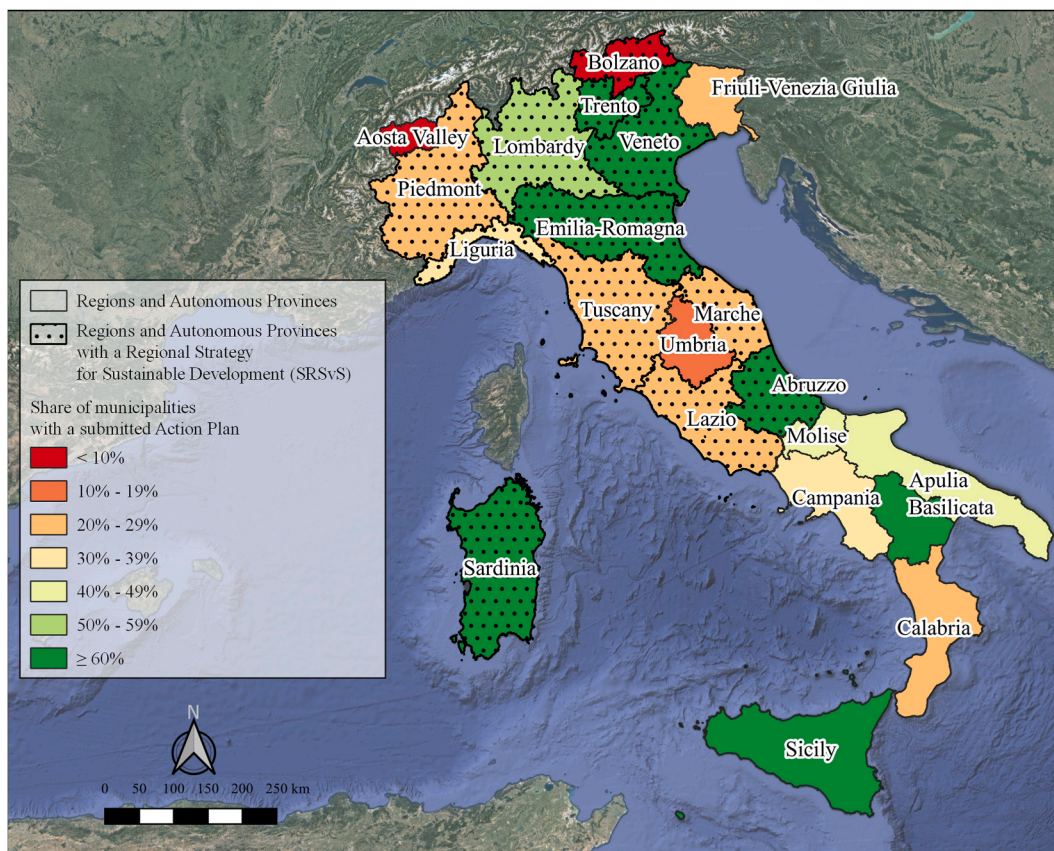 Bolzano
Friuli-Venezia Giulia
Trento
Aosta Valley
Lombardy
Veneto
Piedmont
Emilia-Romagna
Liguria
Regions and Autonomous Provinces
Regions and Autonomous Provinces
with a Regional Strategy
for Sustainable Development (SRSvS)
Share of municipalities
with a submitted Action Plan
< 10%
10% - 19%
20% - 29%
30% - 39%
40% - 49%
50% - 59%
≥ 60%
Tuscany
Marche
Umbria
Abruzzo
Lazio
Molise
Apulia
Campania
Basilicata
Sardinia
Calabria
Sicily
N
0 50 100 150 200 250 km